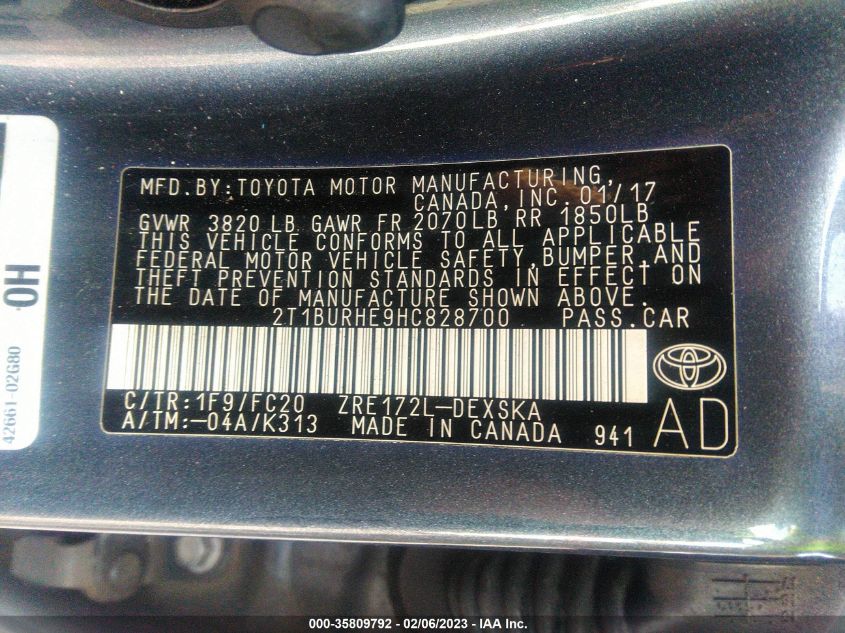 MFD.BY:TOYOTA MOTOR MANUFACTURING,
CANADA,INC.01/17
GVWR 3820 LB GAWR FR 2070LB, RR 1850LB
THIS VEHICLE CONFORMS TO ALL APPLICABLE
FEDERAL MOTOR VEHICLE SAFETY,BUMPER,AND
THEFT PREVENTION STANDARDS IN EFFECT ON
THE DATE OF MANUFACTURE SHOWN ABOVE.
2T1BURHE9HC828700 PASS.CAR
C/TR:1F9/FC20 ZRE172L-DEXSKA
A/TM:-04A/K313 MADE IN CANADA 941
AD
0H
42661-02G80
000-35809792 - 02/06/2023 - © IAA Inc.